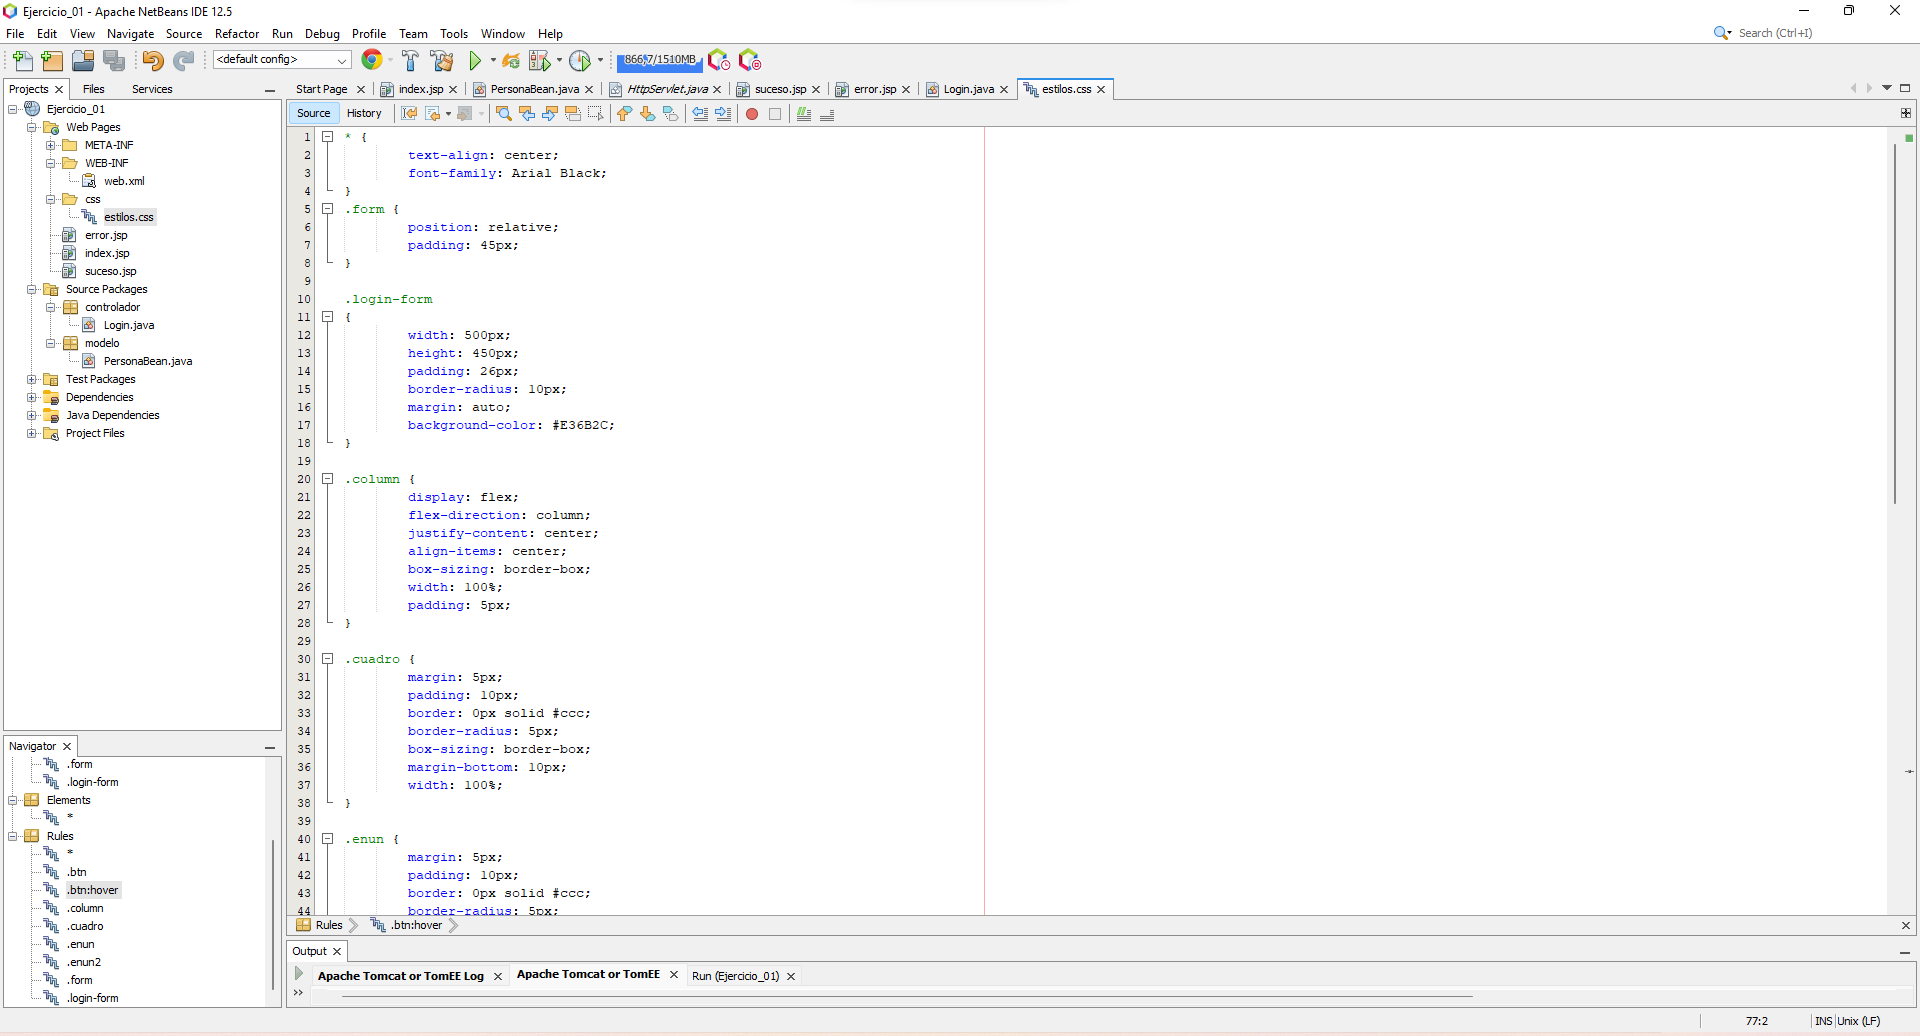 Ejercicio_01 - Apache NetBeans IDE 12.5
File Edit View Navigate Source Refactor Run Debug Profile Team Tools Window Help
Search (Ctrl+I)
<default config>
866,7/1510MB
Projects Files Services
Start Page index.jsp PersonaBean.java HttpServlet.java suceso.jsp error.jsp Login.java estilos.css
Source History
Ejercicio_01
Web Pages
META-INF
WEB-INF
web.xml
css
estilos.css
error.jsp
index.jsp
suceso.jsp
Source Packages
controlador
Login.java
modelo
PersonaBean.java
Test Packages
Dependencies
Java Dependencies
Project Files
Navigator
.form
.login-form
Elements
*
Rules
*
.btn
.btn:hover
.column
.cuadro
.enun
.enun2
.form
.login-form
1 * {
2 text-align: center;
3 font-family: Arial Black;
4 }
5 .form {
6 position: relative;
7 padding: 45px;
8 }
9
10 .login-form
11 {
12 width: 500px;
13 height: 450px;
14 padding: 26px;
15 border-radius: 10px;
16 margin: auto;
17 background-color: #E36B2C;
18 }
19
20 .column {
21 display: flex;
22 flex-direction: column;
23 justify-content: center;
24 align-items: center;
25 box-sizing: border-box;
26 width: 100%;
27 padding: 5px;
28 }
29
30 .cuadro {
31 margin: 5px;
32 padding: 10px;
33 border: 0px solid #ccc;
34 border-radius: 5px;
35 box-sizing: border-box;
36 margin-bottom: 10px;
37 width: 100%;
38 }
39
40 .enun {
41 margin: 5px;
42 padding: 10px;
43 border: 0px solid #ccc;
44 border-radius: 5px;
Rules .btn:hover
Output
Apache Tomcat or TomEE Log Apache Tomcat or TomEE Run (Ejercicio_01)
77:2 INS Unix (LF)